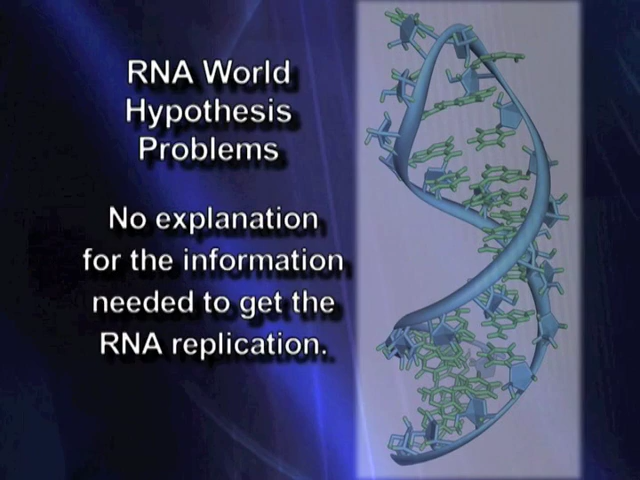 RNA World
Hypothesis
Problems
No explanation
for the information
needed to get the
RNA replication.